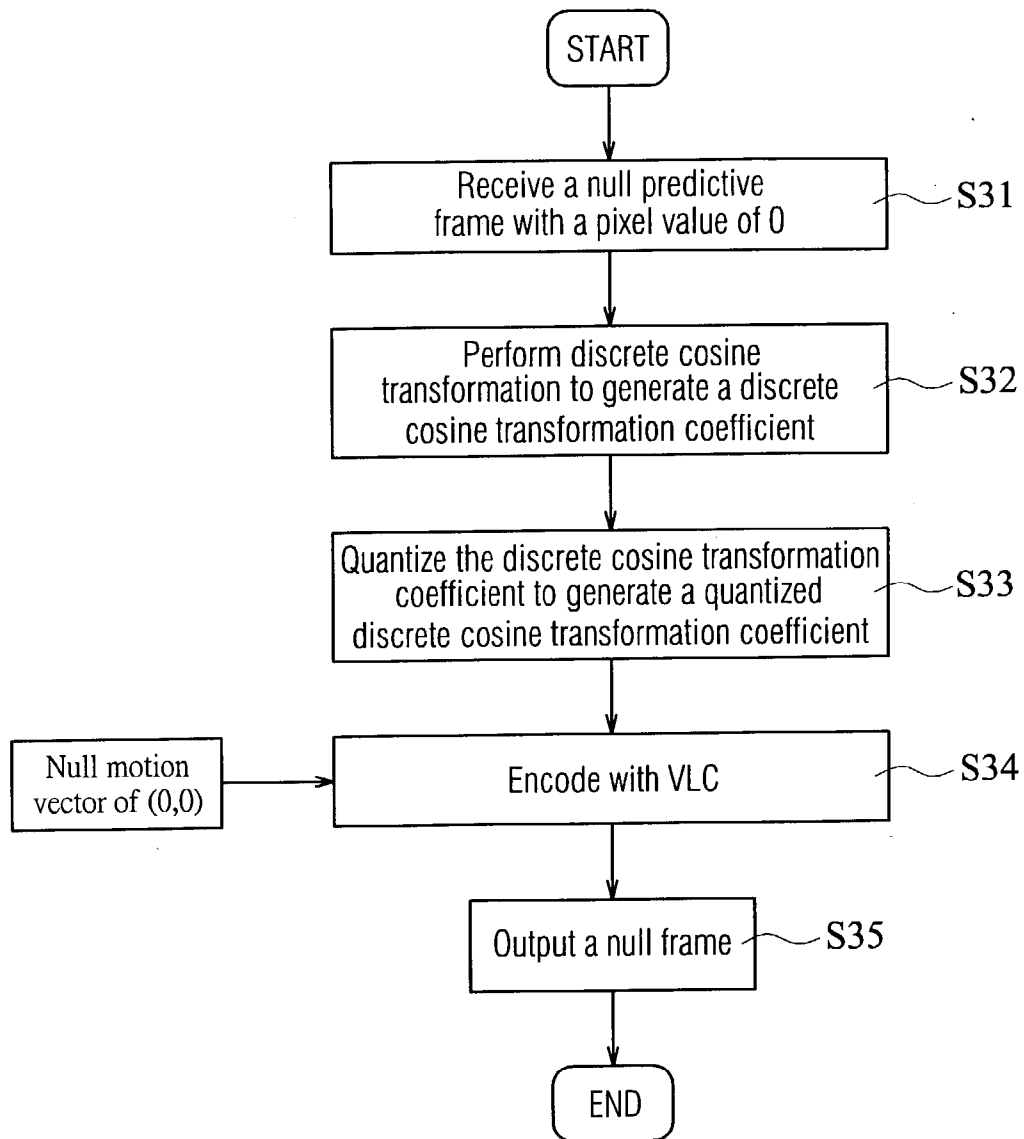 START
Receive a null predictive
frame with a pixel value of 0
S31
Perform discrete cosine
transformation to generate a discrete
cosine transformation coefficient
S32
Quantize the discrete cosine transformation
coefficient to generate a quantized
discrete cosine transformation coefficient
S33
Null motion
vector of (0,0)
Encode with VLC
S34
Output a null frame
S35
END